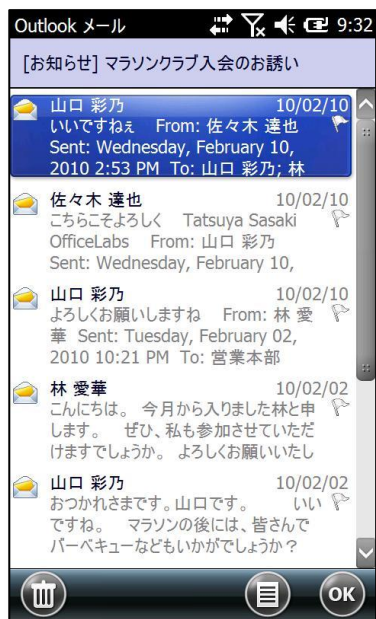 Outlook メール 9:32
[お知らせ] マラソンクラブ入会のお誘い
山口 彩乃 10/02/10
いいですねぇ From: 佐々木 達也
Sent: Wednesday, February 10,
2010 2:53 PM To: 山口 彩乃; 林
佐々木 達也 10/02/10
こちらこそよろしく Tatsuya Sasaki
OfficeLabs From: 山口 彩乃
Sent: Wednesday, February 10,
山口 彩乃 10/02/10
よろしくお願いしますね From: 林 愛
華 Sent: Tuesday, February 02,
2010 10:21 PM To: 営業本部
林 愛華 10/02/02
こんにちは。 今月から入りました林と申
します。 ぜひ、私も参加させていただ
けますでしょうか。 よろしくお願いいたし
山口 彩乃 10/02/02
おつかれさまです。山口です。 いい
ですね。 マラソンの後には、皆さんで
バーベキューなどもいかがでしょうか?
OK